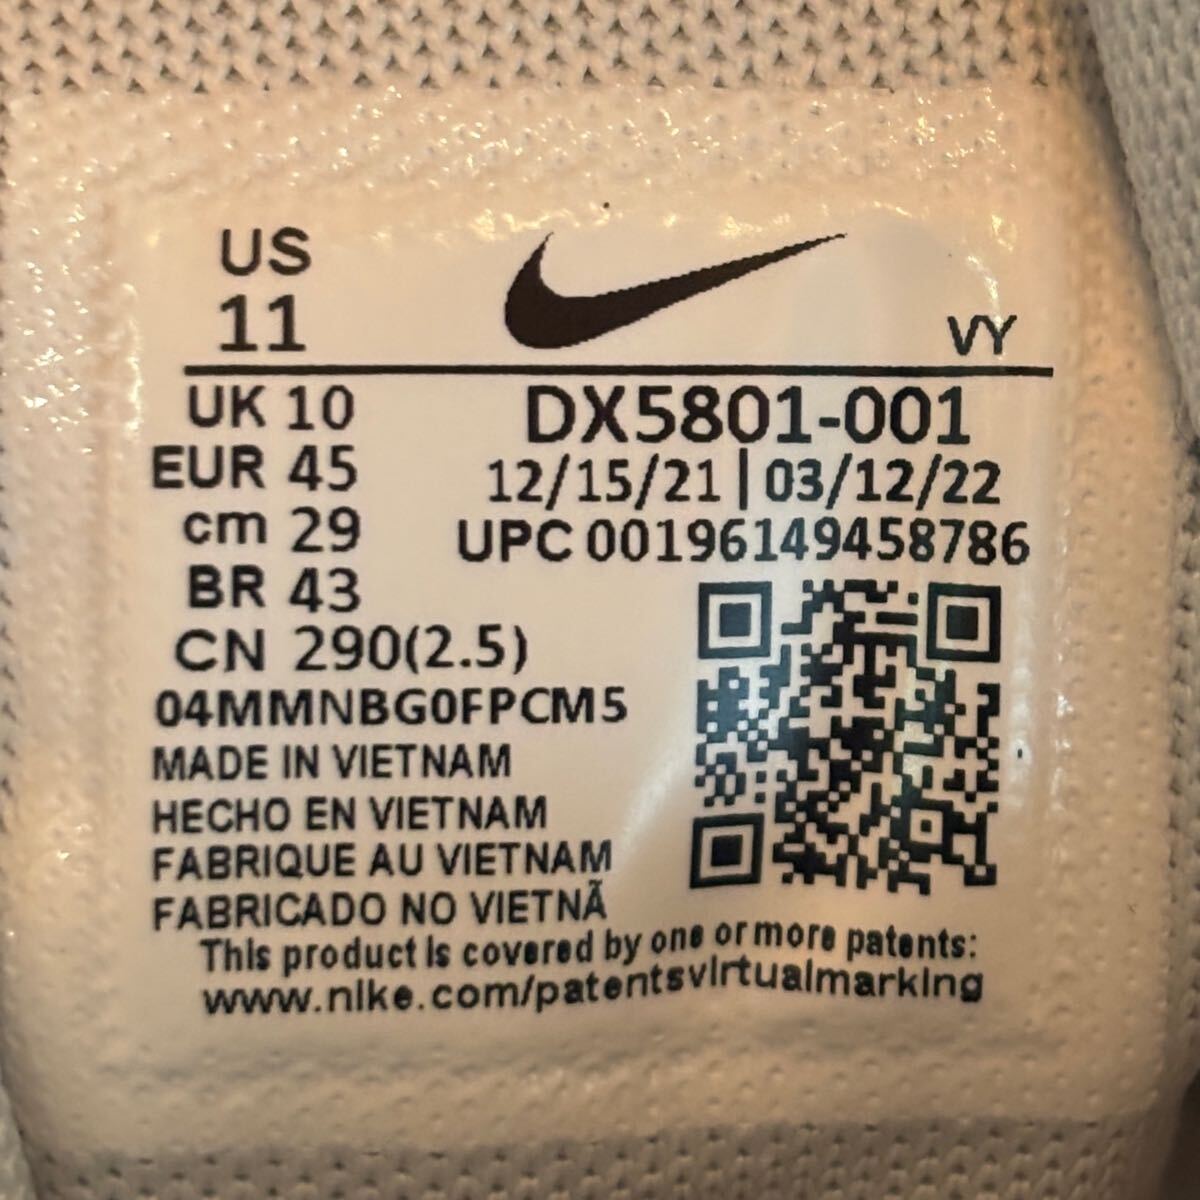 US
11
VY
UK 10
DX5801-001
EUR 45
12/15/21 | 03/12/22
cm 29
UPC 00196149458786
BR 43
CN 290(2.5)
04MMNBG0FPCM5
MADE IN VIETNAM
HECHO EN VIETNAM
FABRIQUE AU VIETNAM
FABRICADO NO VIETNÃ
This product is covered by one or more patents:
www.nike.com/patentsvirtualmarking